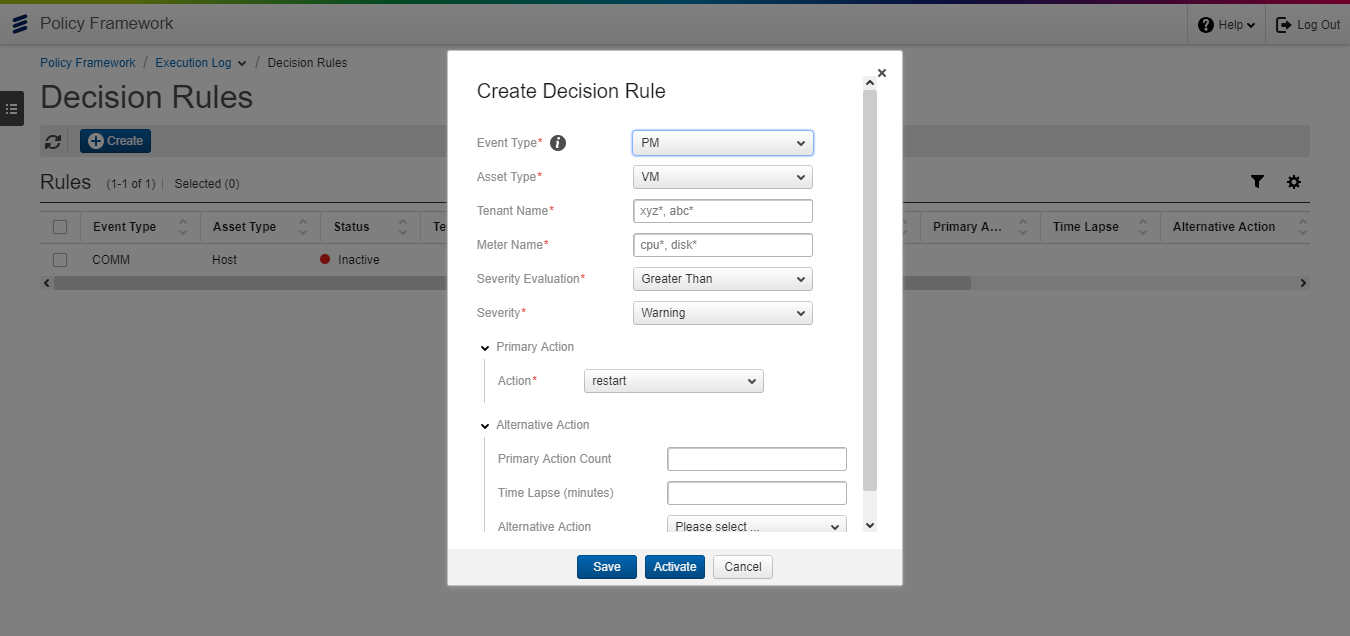 Policy Framework
Help
Log Out
Policy Framework / Execution Log / Decision Rules
Decision Rules
Create
Rules (1-1 of 1) Selected (0)
Event Type Asset Type Status Te Primary A... Time Lapse Alternative Action
COMM Host Inactive
Create Decision Rule
Event Type* PM
Asset Type* VM
Tenant Name* xyz*, abc*
Meter Name* cpu*, disk*
Severity Evaluation* Greater Than
Severity* Warning
Primary Action
Action* restart
Alternative Action
Primary Action Count
Time Lapse (minutes)
Alternative Action Please select ...
Save Activate Cancel